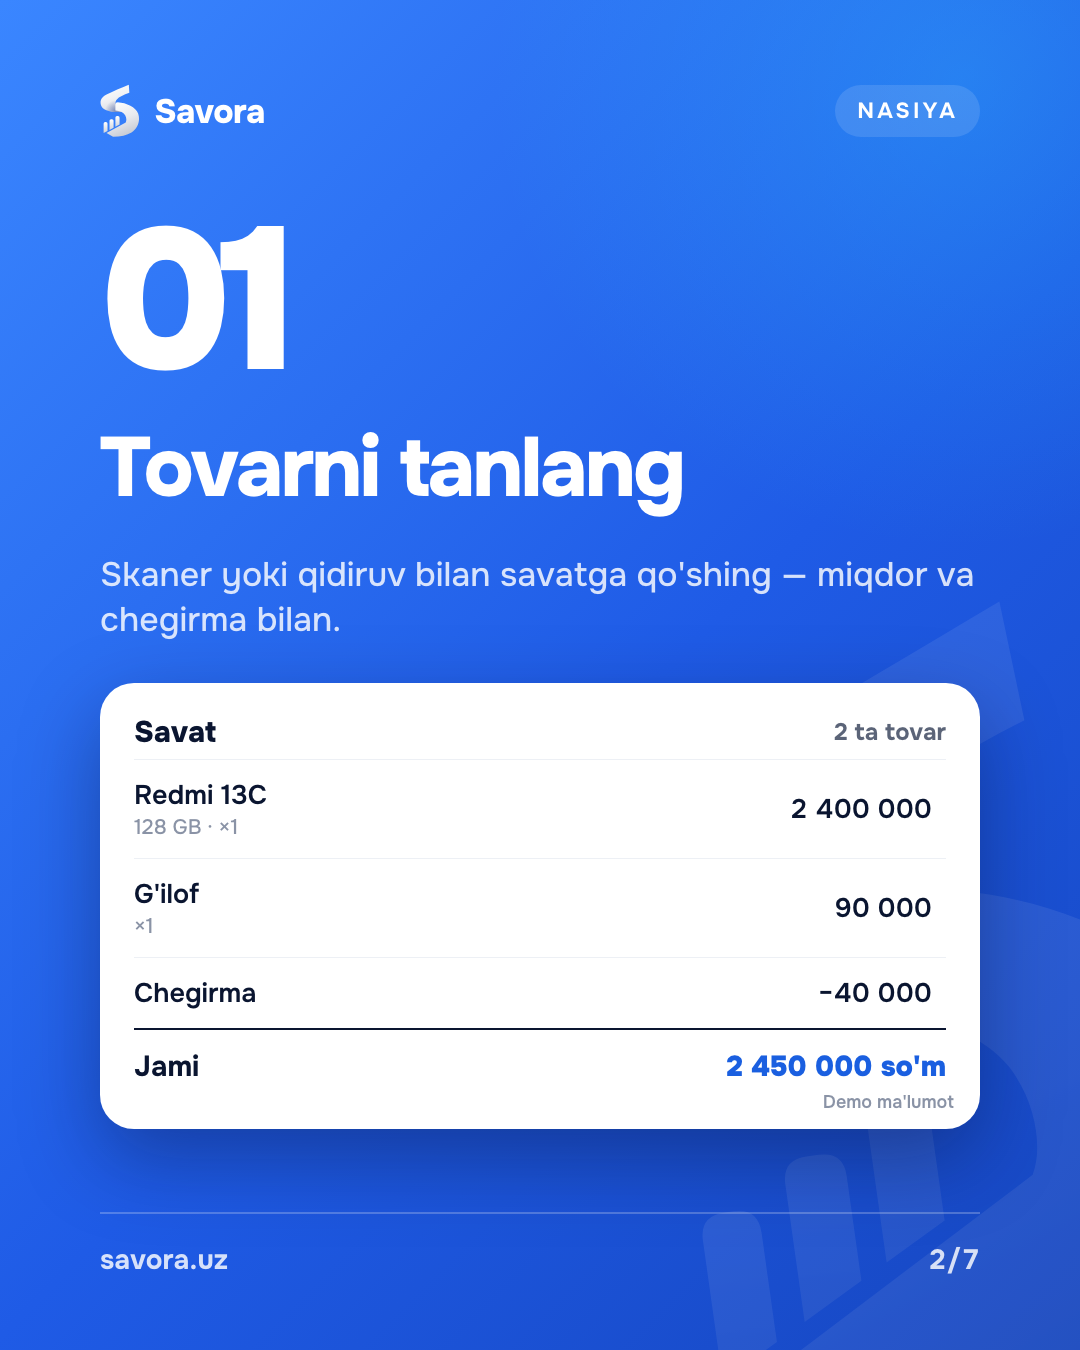 Savora
NASIYA
01
Tovarni tanlang
Skaner yoki qidiruv bilan savatga qo'shing — miqdor va
chegirma bilan.
Savat
2 ta tovar
Redmi 13C
128 GB · ×1
2 400 000
G'ilof
×1
90 000
Chegirma
−40 000
Jami
2 450 000 so'm
Demo ma'lumot
savora.uz
2/7